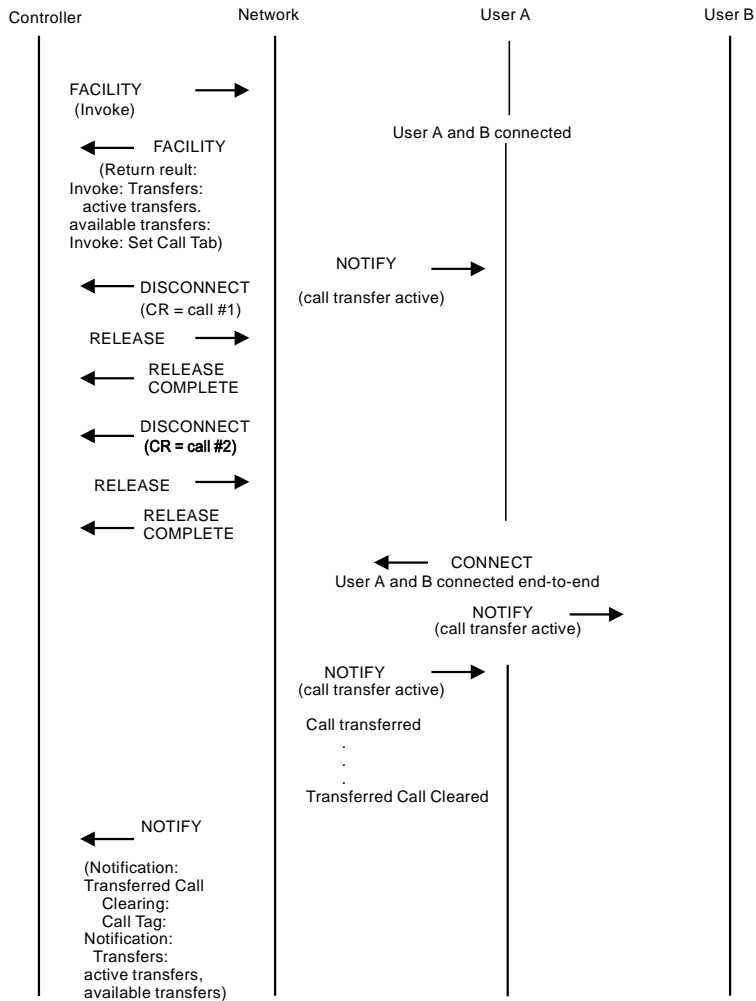 Controller
Network
User A
User B
FACILITY
(Invoke)
User A and B connected
FACILITY
(Return reult:
Invoke: Transfers:
active transfers.
available transfers:
Invoke: Set Call Tab)
NOTIFY
(call transfer active)
DISCONNECT
(CR = call #1)
RELEASE
RELEASE
COMPLETE
DISCONNECT
(CR = call #2)
RELEASE
RELEASE
COMPLETE
CONNECT
User A and B connected end-to-end
NOTIFY
(call transfer active)
NOTIFY
(call transfer active)
Call transferred
.
.
.
Transferred Call Cleared
NOTIFY
(Notification:
Transferred Call
Clearing:
Call Tag:
Notification:
Transfers:
active transfers,
available transfers)